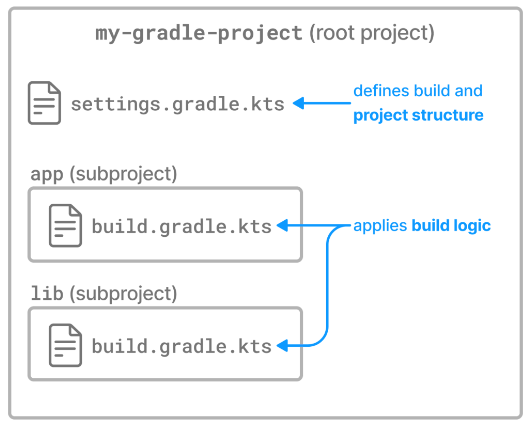 my-gradle-project (root project)
settings.gradle.kts
defines build and
project structure
app (subproject)
build.gradle.kts
applies build logic
lib (subproject)
build.gradle.kts